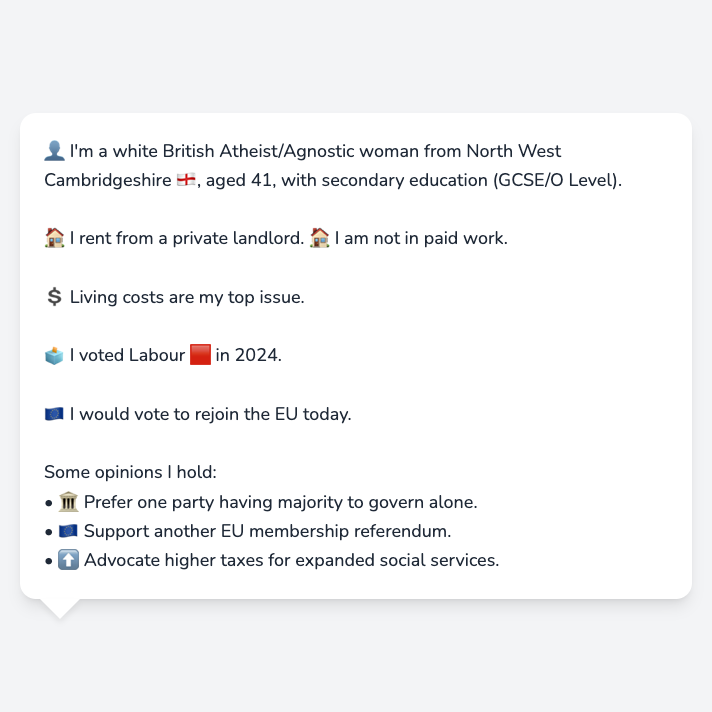 👤 I'm a white British Atheist/Agnostic woman from North West
Cambridgeshire 🏴󠁧󠁢󠁥󠁮󠁧󠁿, aged 41, with secondary education (GCSE/O Level).
🏠 I rent from a private landlord. 🏠 I am not in paid work.
💲 Living costs are my top issue.
🗳️ I voted Labour 🟥 in 2024.
🇪🇺 I would vote to rejoin the EU today.
Some opinions I hold:
• 🏛️ Prefer one party having majority to govern alone.
• 🇪🇺 Support another EU membership referendum.
• ⬆️ Advocate higher taxes for expanded social services.